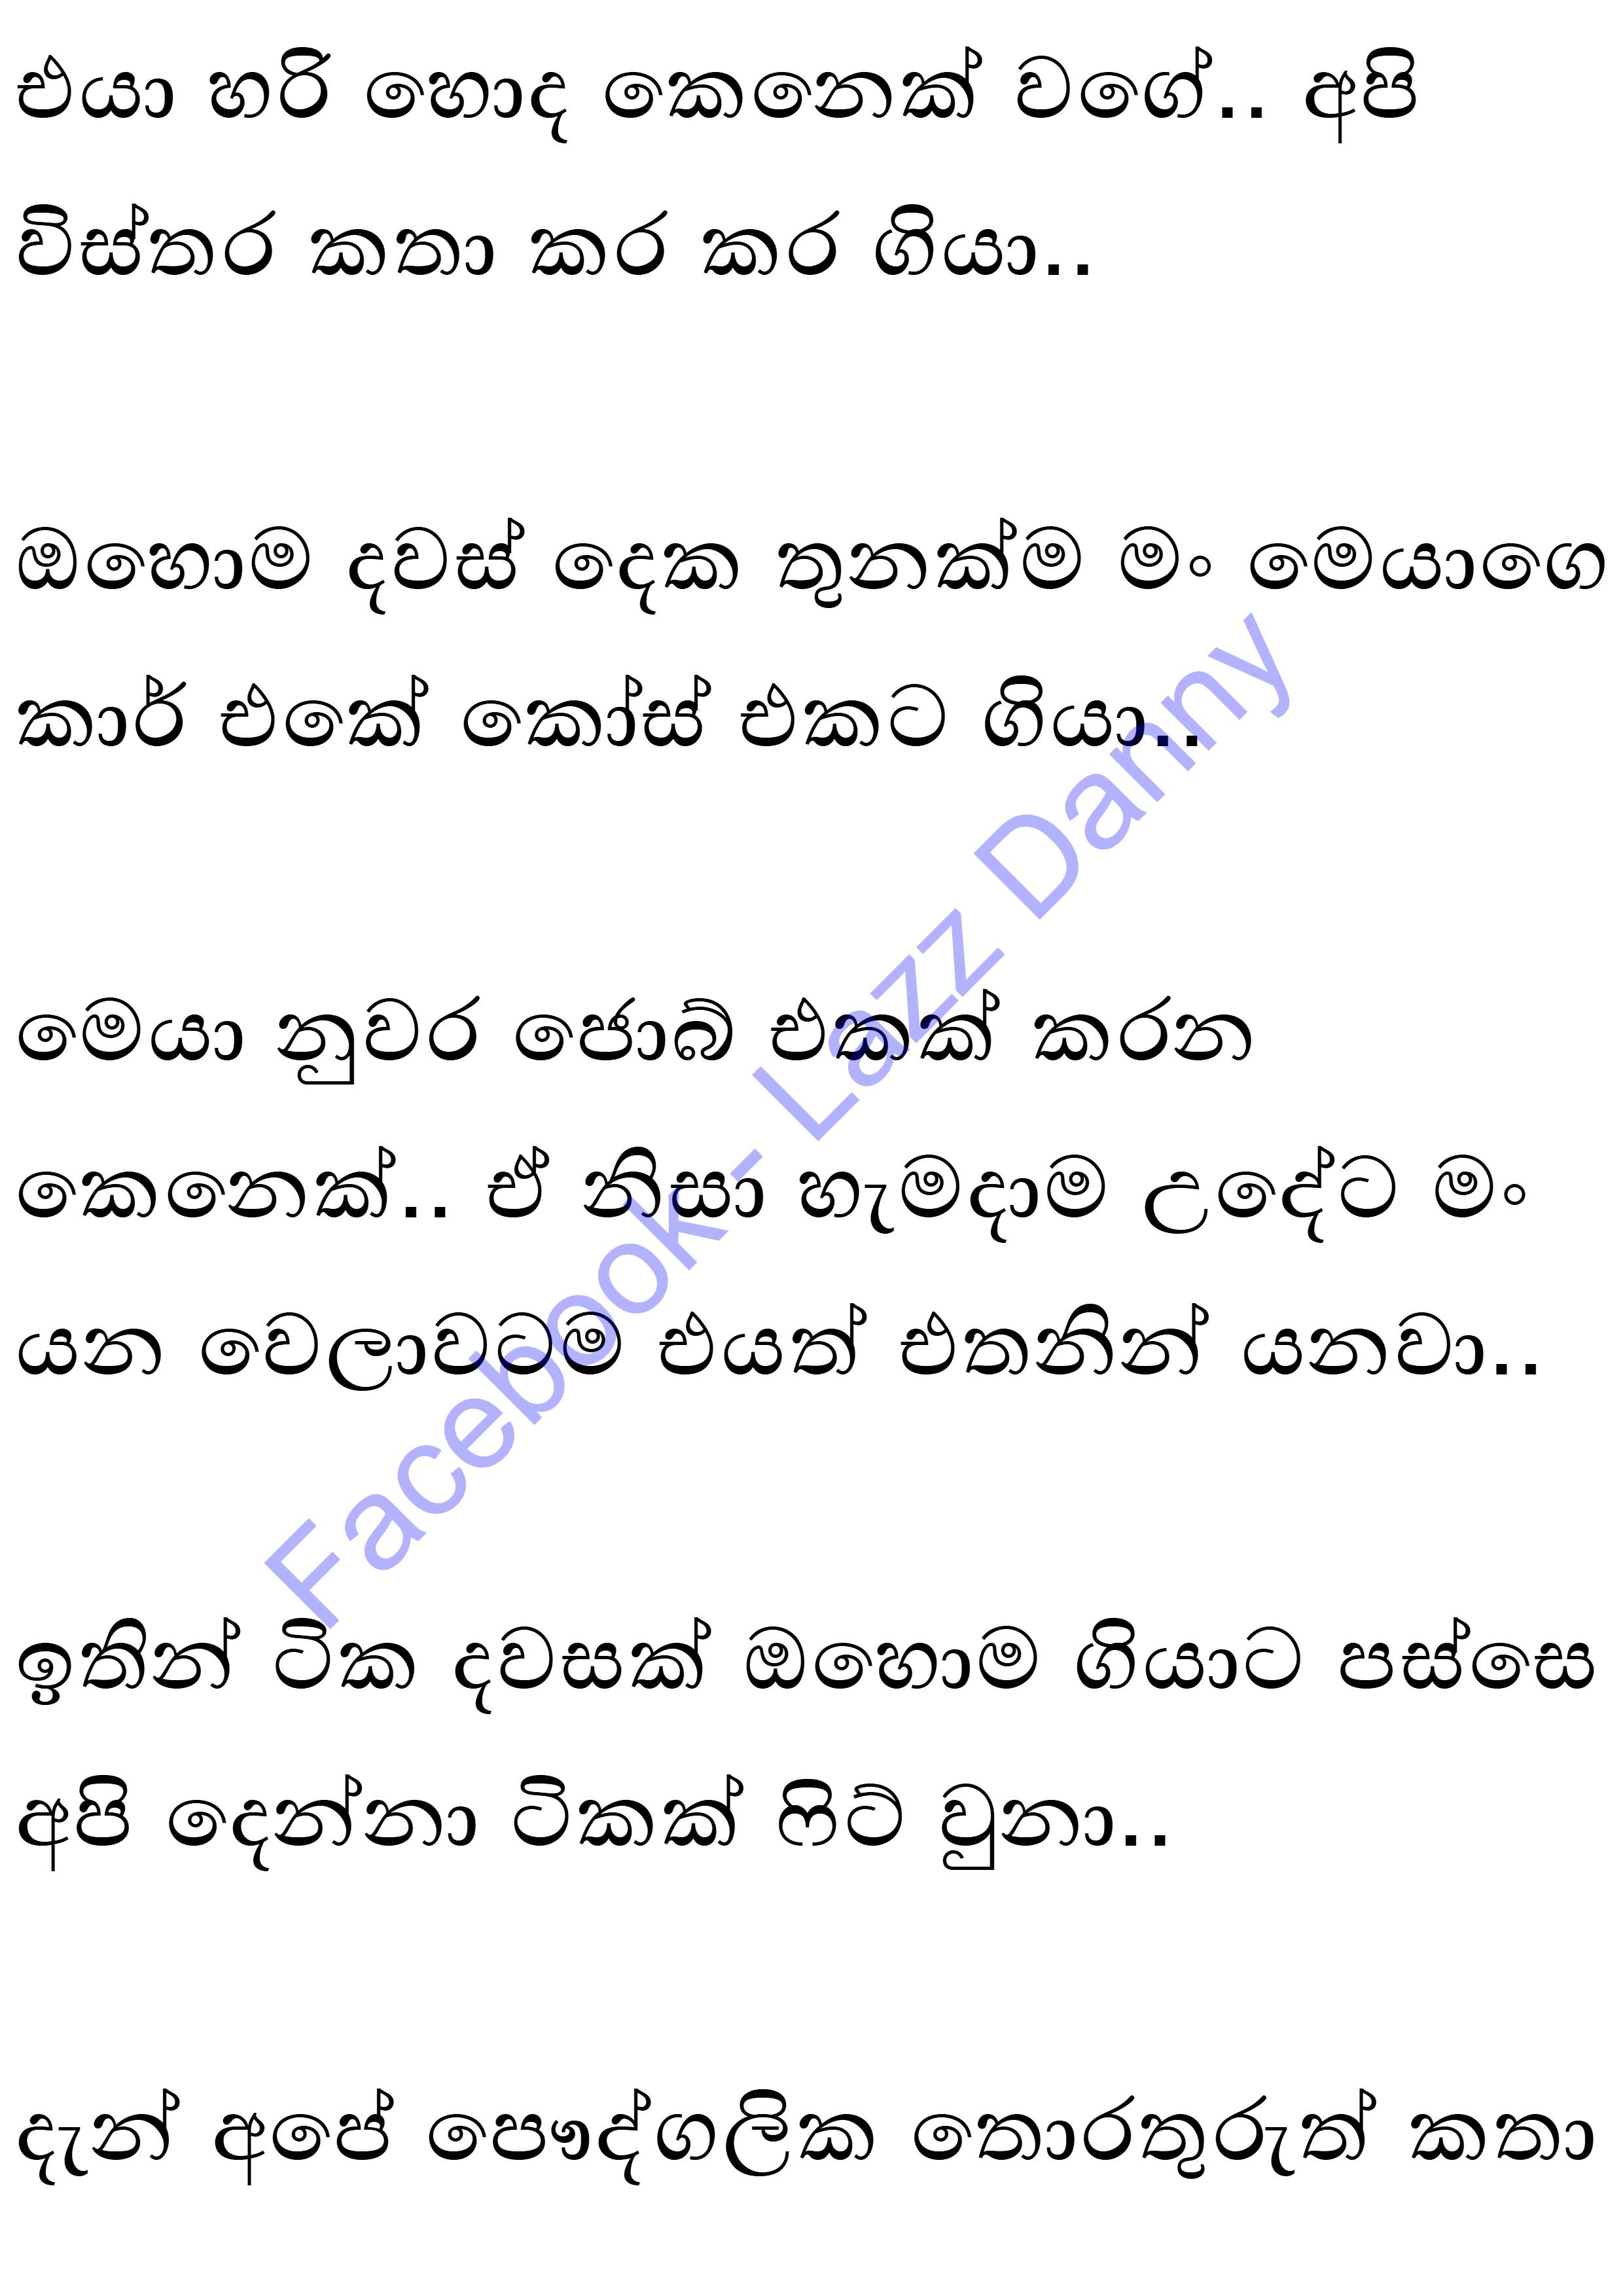 එයා හරි හොද කෙනෙක් වගේ.. අපි
විස්තර කතා කර කර ගියා..
ඔහොම දවස් දෙක තුනක්ම මං මෙයාගෙ
කාර් එකේ කෝස් එකට ගියා..
මෙයා නුවර ජොබ් එකක් කරන
කෙනෙක්.. ඒ නිසා හැමදාම උදේට මං
යන වෙලාවටම එයත් එතනින් යනවා..
ඉතින් ටික දවසක් ඔහොම ගියාට පස්සෙ
අපි දෙන්නා ටිකක් ෆිට් වුනා..
දැන් අපේ පෞද්ගලික තොරතුරුත් කතා
Facebook- Lazz Danny